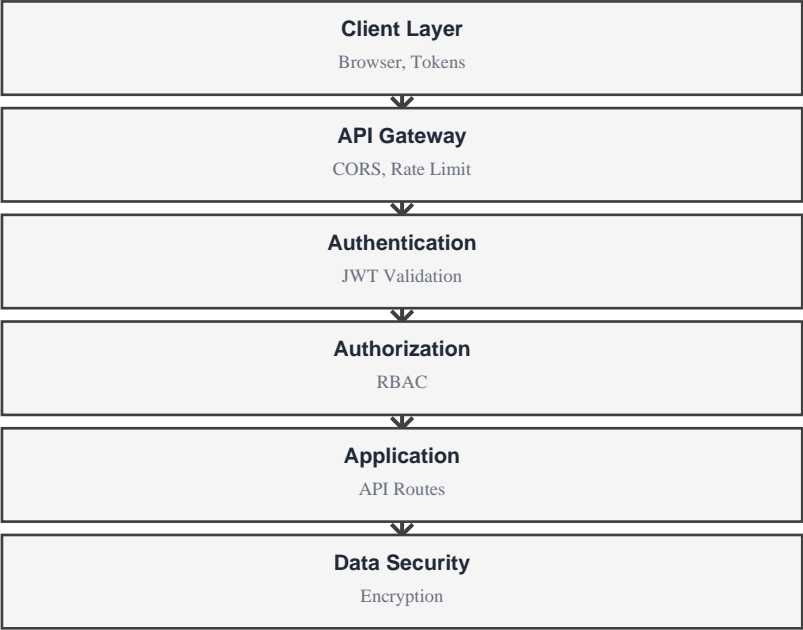 Client Layer
Browser, Tokens
API Gateway
CORS, Rate Limit
Authentication
JWT Validation
Authorization
RBAC
Application
API Routes
Data Security
Encryption